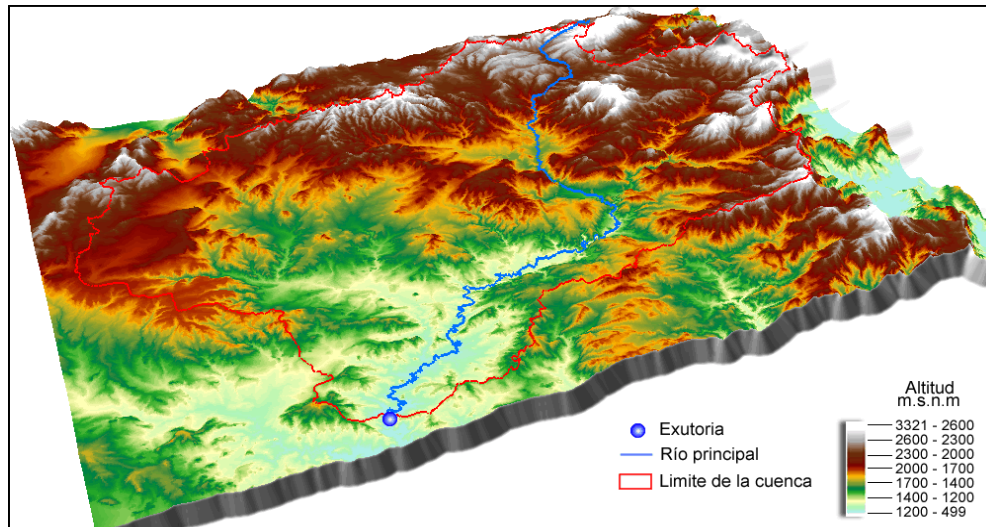 Exutoria
Río principal
Limite de la cuenca
Altitud
m.s.n.m
3321 - 2600
2600 - 2300
2300 - 2000
2000 - 1700
1700 - 1400
1400 - 1200
1200 - 499